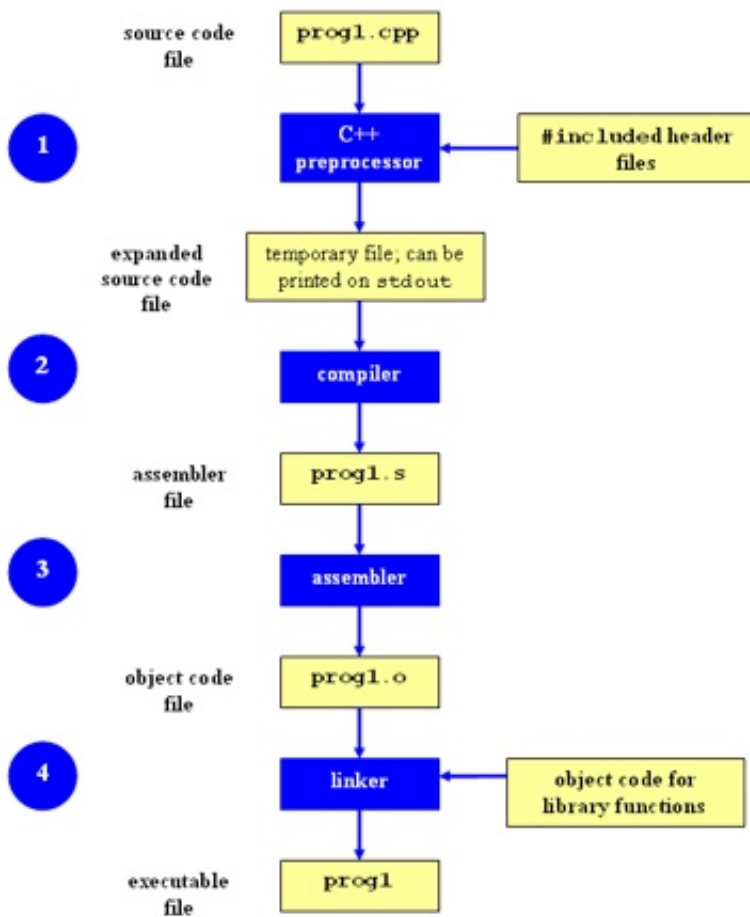 source code
file
prog1.cpp
1
C++
preprocessor
#included header
files
expanded
source code
file
temporary file; can be
printed on stdout
2
compiler
assembler
file
prog1.s
3
assembler
object code
file
prog1.o
4
linker
object code for
library functions
executable
file
prog1